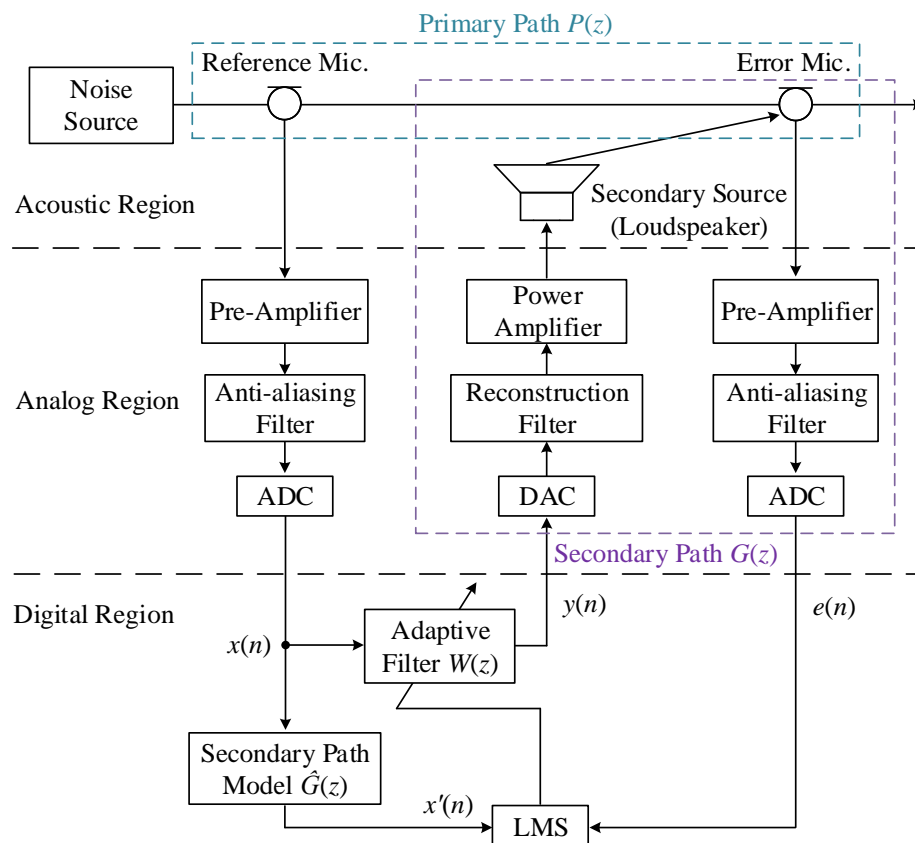 Primary Path P(z)
Reference Mic.
Error Mic.
Noise
Source
Secondary Source
(Loudspeaker)
Acoustic Region
Pre-Amplifier
Power
Amplifier
Pre-Amplifier
Analog Region
Anti-aliasing
Filter
Reconstruction
Filter
Anti-aliasing
Filter
ADC
DAC
ADC
Secondary Path G(z)
Digital Region
y(n)
e(n)
x(n)
Adaptive
Filter W(z)
Secondary Path
Model Ĝ(z)
x'(n)
LMS